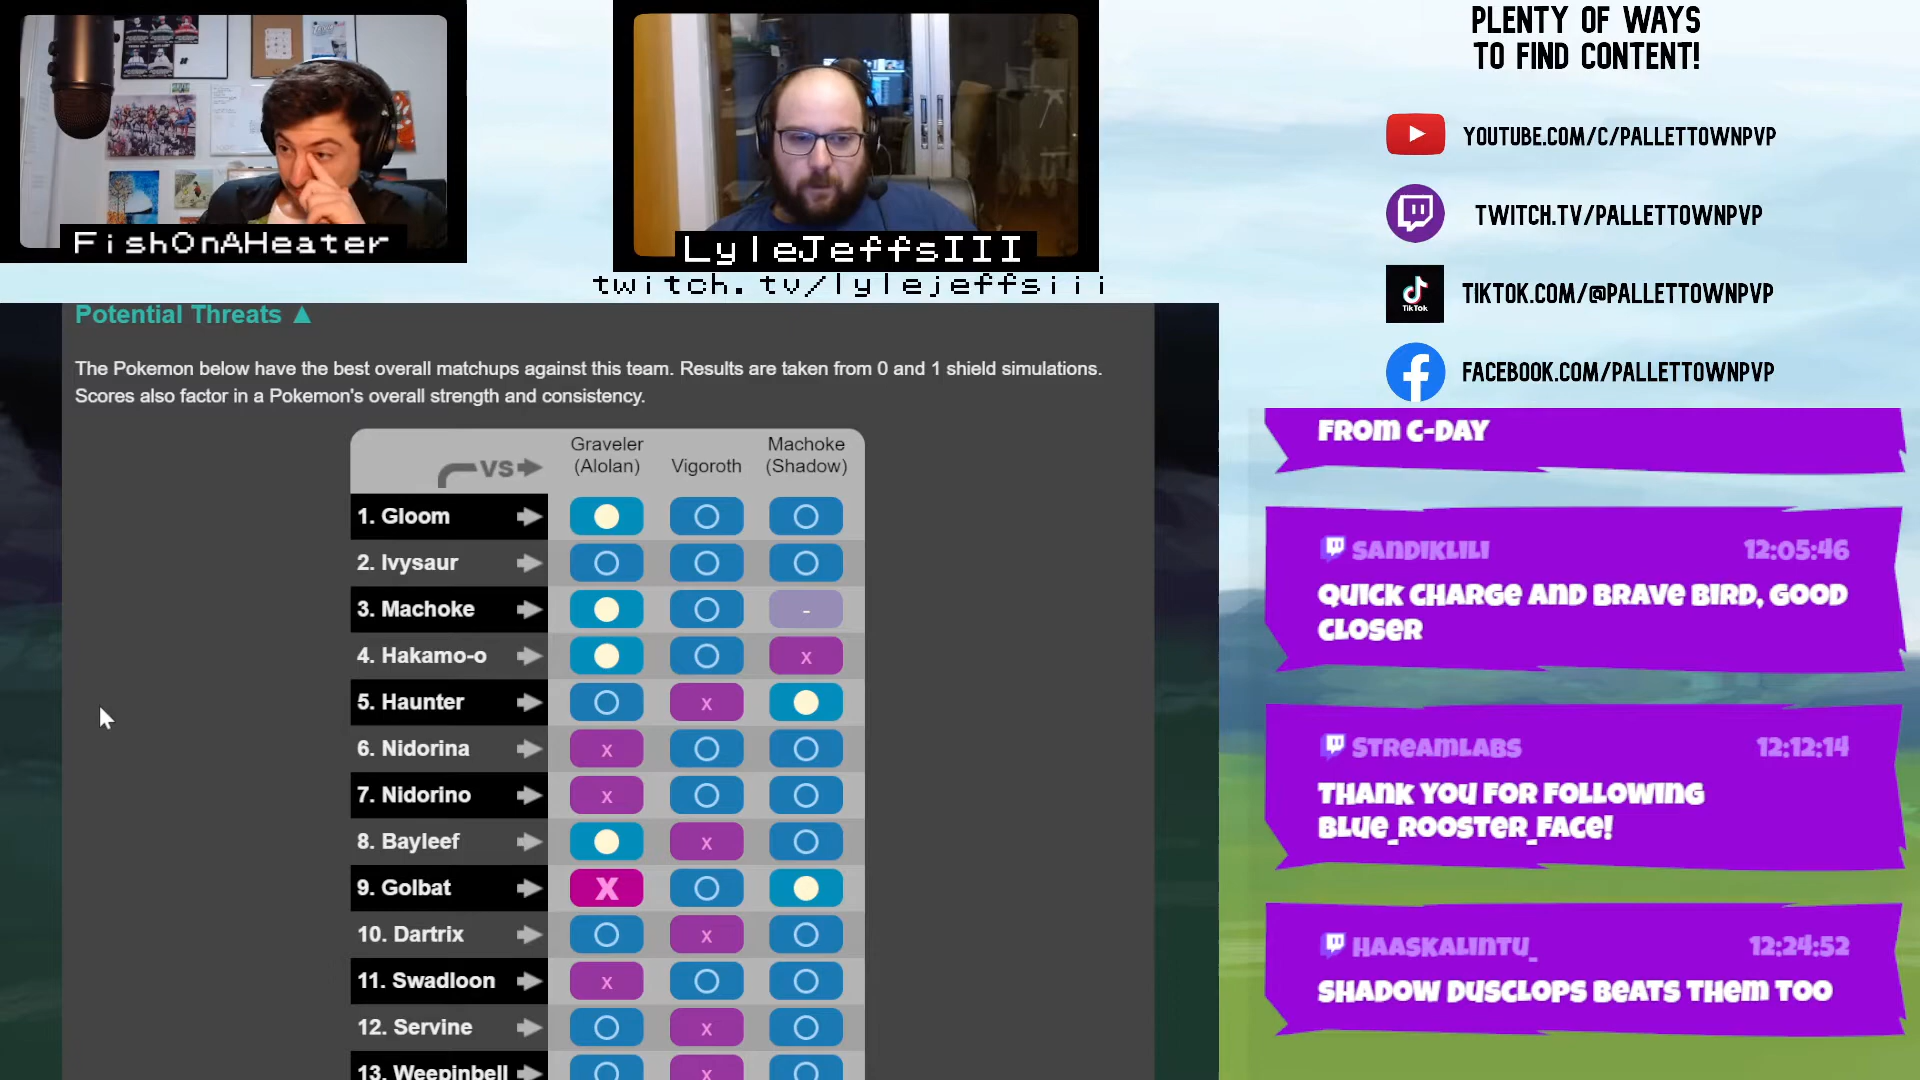 PLENTY OF WAYS
TO FIND CONTENT!
YOUTUBE.COM/C/PALLETTOWNPVP
TWITCH.TV/PALLETTOWNPVP
TikTok
TIKTOK.COM/@PALLETTOWNPVP
FACEBOOK.COM/PALLETTOWNPVP
FishOnAHeater
LyleJeffsIII
twitch.tv/lylejeffsiii
Potential Threats ▲
The Pokemon below have the best overall matchups against this team. Results are taken from 0 and 1 shield simulations.
Scores also factor in a Pokemon's overall strength and consistency.
VS
Graveler
(Alolan)
Vigoroth
Machoke
(Shadow)
1. Gloom
2. Ivysaur
3. Machoke -
4. Hakamo-o x
5. Haunter x
6. Nidorina x
7. Nidorino x
8. Bayleef x
9. Golbat X
10. Dartrix x
11. Swadloon x
12. Servine x
13. Weepinbell x
FROM C-DAY
SANDIKLILI 12:05:46
QUICK CHARGE AND BRAVE BIRD, GOOD
CLOSER
STREAMLABS 12:12:14
THANK YOU FOR FOLLOWING
BLUE_ROOSTER_FACE!
HAASKALINTU_ 12:24:52
SHADOW DUSCLOPS BEATS THEM TOO